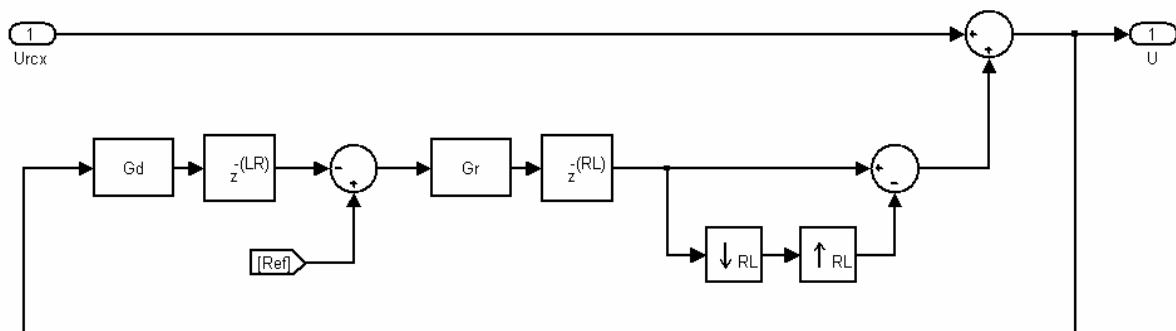 1
Urcx
+
+
1
U
Gd
z-(LR)
-
+
Gr
z-(RL)
+
-
[Ref]
↓ RL
↑ RL